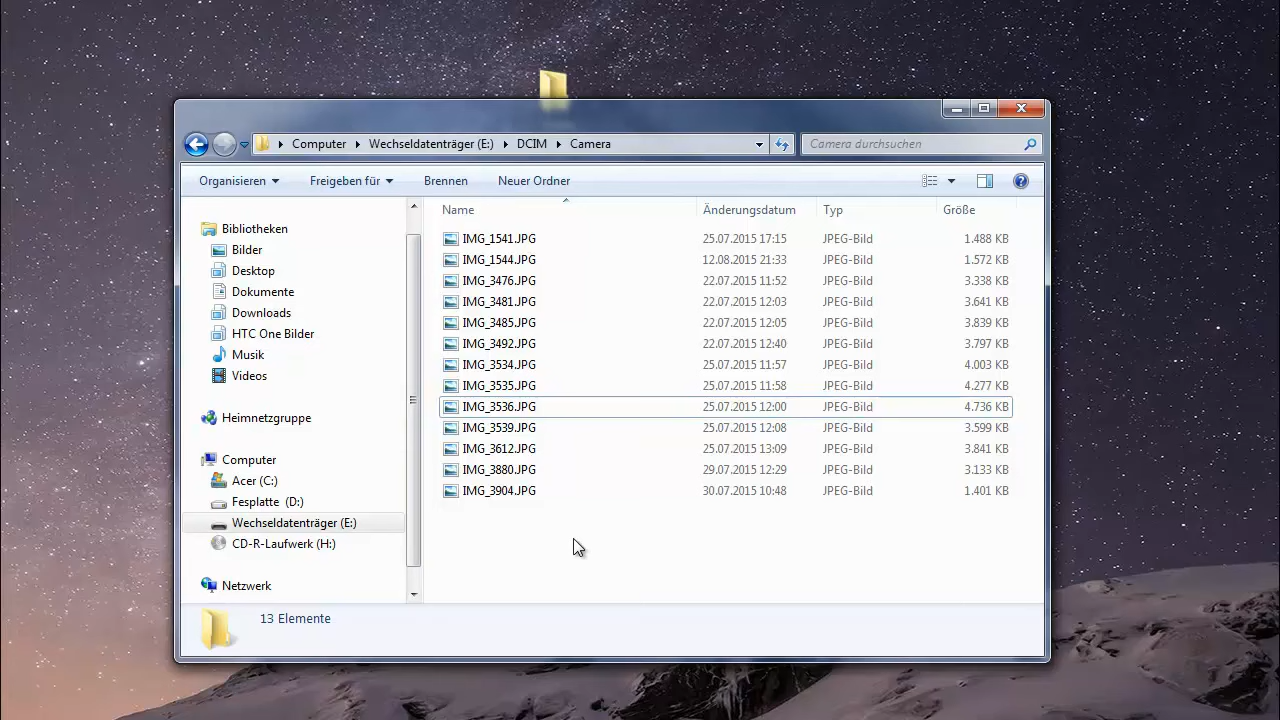 Computer Wechseldatenträger (E:) DCIM Camera
Camera durchsuchen
Organisieren Freigeben für Brennen Neuer Ordner
Bibliotheken
Bilder
Desktop
Dokumente
Downloads
HTC One Bilder
Musik
Videos
Heimnetzgruppe
Computer
Acer (C:)
Fesplatte (D:)
Wechseldatenträger (E:)
CD-R-Laufwerk (H:)
Netzwerk
Name Änderungsdatum Typ Größe
IMG_1541.JPG 25.07.2015 17:15 JPEG-Bild 1.488 KB
IMG_1544.JPG 12.08.2015 21:33 JPEG-Bild 1.572 KB
IMG_3476.JPG 22.07.2015 11:52 JPEG-Bild 3.338 KB
IMG_3481.JPG 22.07.2015 12:03 JPEG-Bild 3.641 KB
IMG_3485.JPG 22.07.2015 12:05 JPEG-Bild 3.839 KB
IMG_3492.JPG 22.07.2015 12:40 JPEG-Bild 3.797 KB
IMG_3534.JPG 25.07.2015 11:57 JPEG-Bild 4.003 KB
IMG_3535.JPG 25.07.2015 11:58 JPEG-Bild 4.277 KB
IMG_3536.JPG 25.07.2015 12:00 JPEG-Bild 4.736 KB
IMG_3539.JPG 25.07.2015 12:08 JPEG-Bild 3.599 KB
IMG_3612.JPG 25.07.2015 13:09 JPEG-Bild 3.841 KB
IMG_3880.JPG 29.07.2015 12:29 JPEG-Bild 3.133 KB
IMG_3904.JPG 30.07.2015 10:48 JPEG-Bild 1.401 KB
13 Elemente